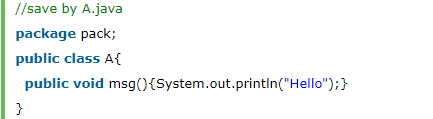 //save by A.java
package pack;
public class A{
  public void msg(){System.out.println("Hello");}
}